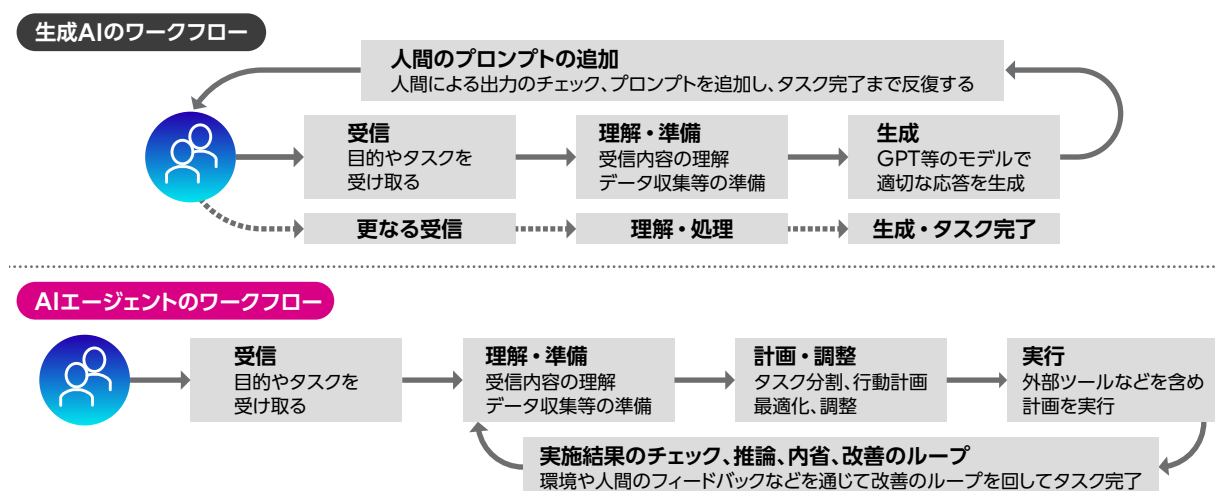 生成AIのワークフロー
人間のプロンプトの追加
人間による出力のチェック、プロンプトを追加し、タスク完了まで反復する
受信
目的やタスクを
受け取る
理解・準備
受信内容の理解
データ収集等の準備
生成
GPT等のモデルで
適切な応答を生成
更なる受信
理解・処理
生成・タスク完了
AIエージェントのワークフロー
受信
目的やタスクを
受け取る
理解・準備
受信内容の理解
データ収集等の準備
計画・調整
タスク分割、行動計画
最適化、調整
実行
外部ツールなどを含め
計画を実行
実施結果のチェック、推論、内省、改善のループ
環境や人間のフィードバックなどを通じて改善のループを回してタスク完了